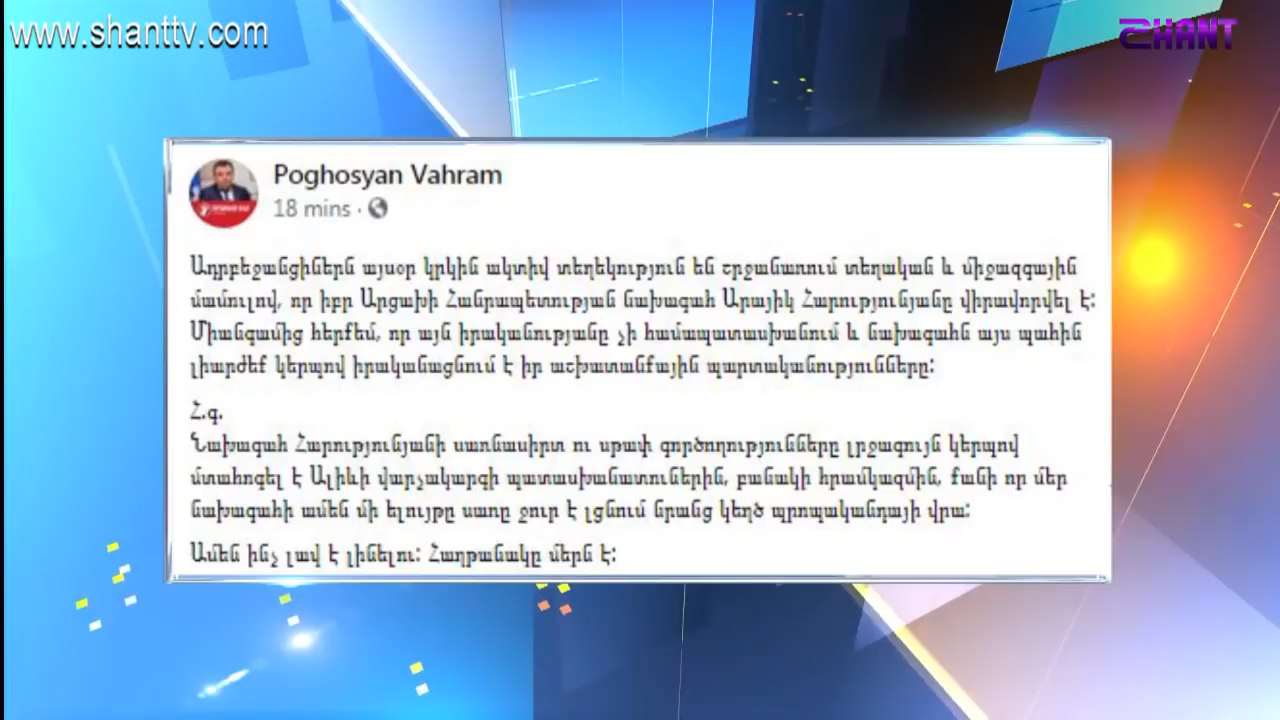 www.shanttv.com
SHANT
Poghosyan Vahram
18 mins ·
Ադրբեջանցիներն այսօր կրկին ակտիվ տեղեկություն են շրջանառում տեղական և միջազգային
մամուլով, որ իբր Արցախի Հանրապետության նախագահ Արայիկ Հարությունյանը վիրավորվել է:
Միանգամից հերքեմ, որ այն իրականությանը չի համապատասխանում և նախագահն այս պահին
լիարժեք կերպով իրականացնում է իր աշխատանքային պարտականությունները:
Հ.գ.
Նախագահ Հարությունյանի սառնասիրտ ու սթափ գործողությունները լրջագույն կերպով
մտահոգել է Ալիևի վարչակարգի պատասխանատուներին, բանակի հրամկազմին, քանի որ մեր
նախագահի ամեն մի ելույթը սառը ջուր է լցնում նրանց կեղծ պրոպականդայի վրա:
Ամեն ինչ լավ է լինելու: Հաղթանակը մերն է: